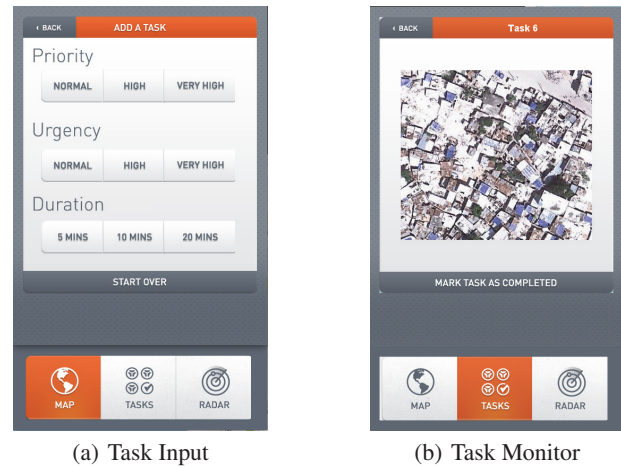 ‹ BACK ADD A TASK
Priority
NORMAL HIGH VERY HIGH
Urgency
NORMAL HIGH VERY HIGH
Duration
5 MINS 10 MINS 20 MINS
START OVER
MAP TASKS RADAR
(a) Task Input
‹ BACK Task 6
MARK TASK AS COMPLETED
MAP TASKS RADAR
(b) Task Monitor